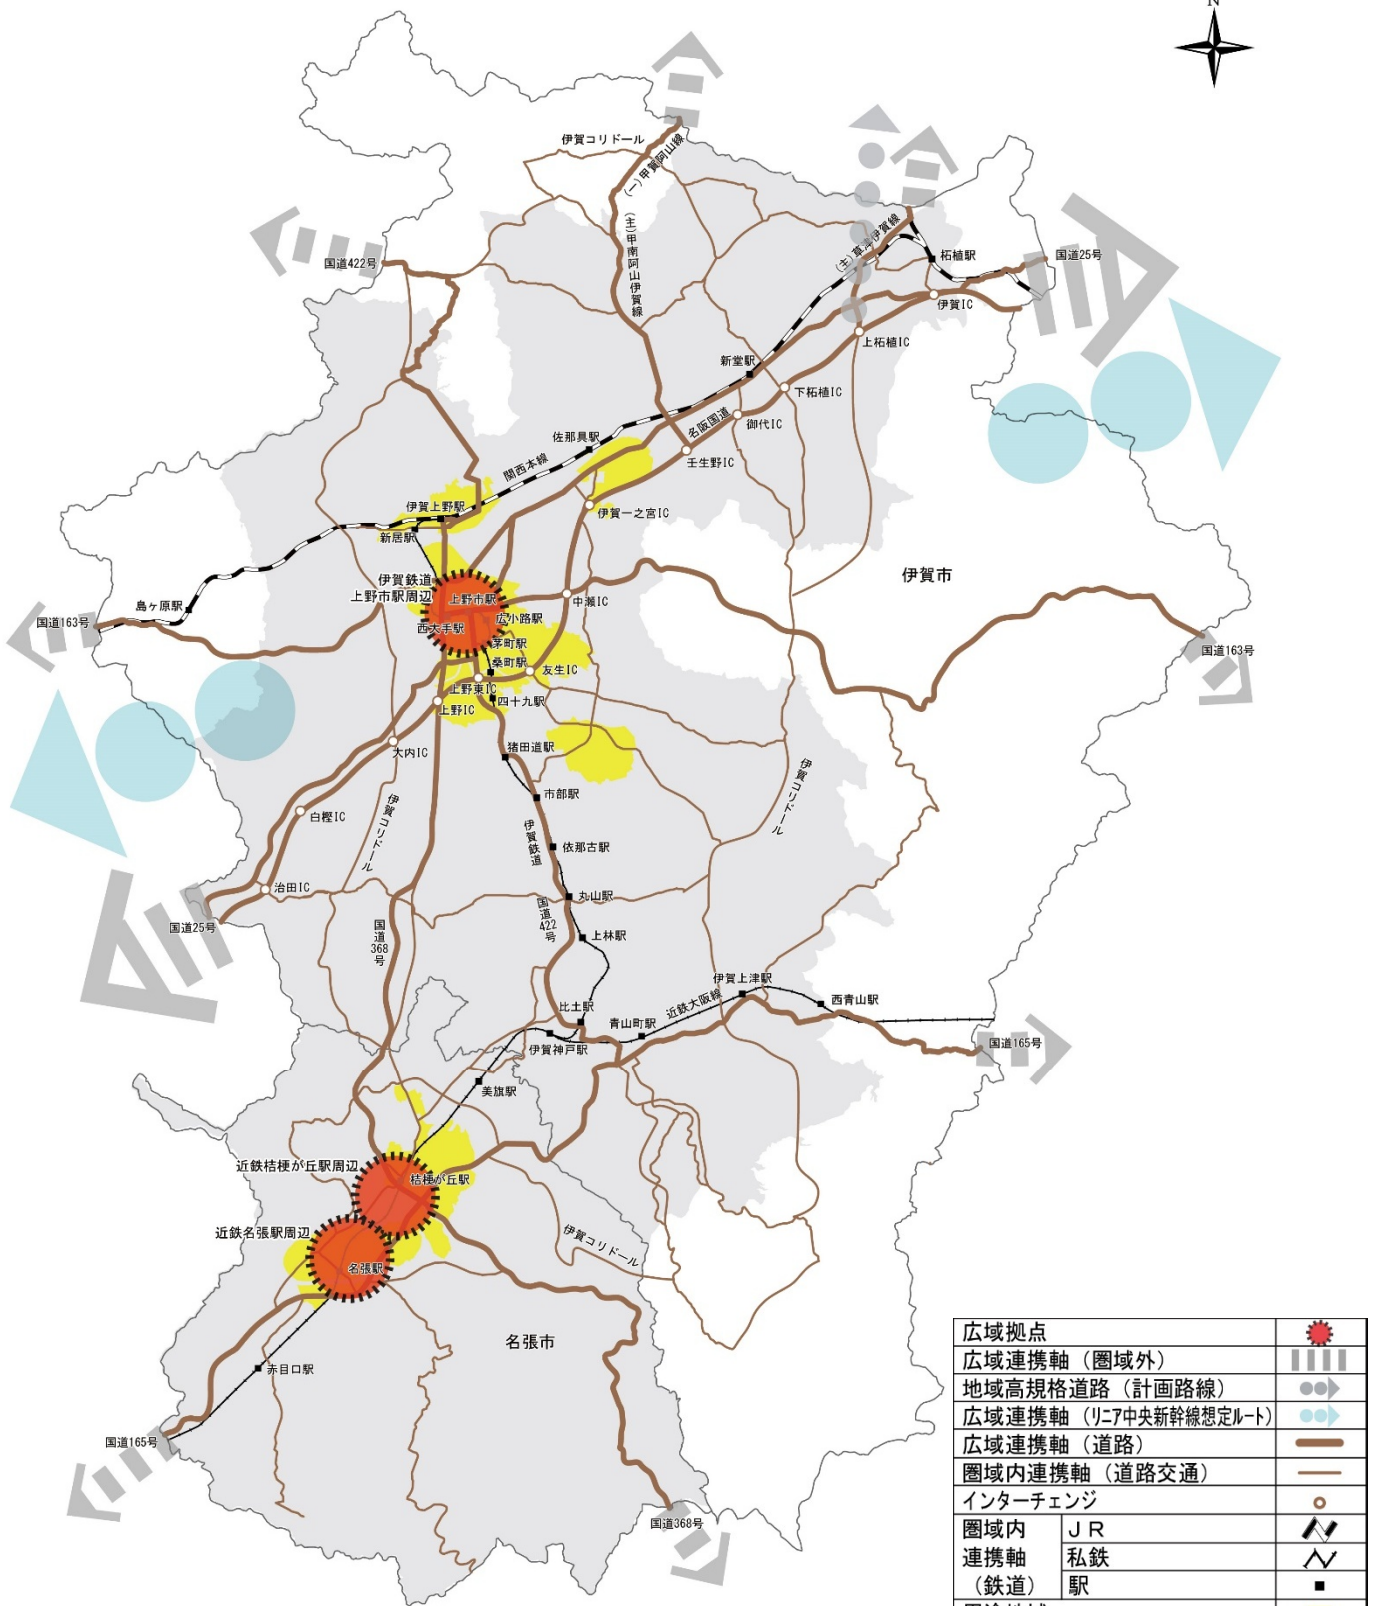 N
伊賀コリドール
(一)甲賀阿山線
(主)甲南阿山伊賀線
(主)草津伊賀線
国道422号
柘植駅
国道25号
伊賀IC
上柘植IC
新堂駅
下柘植IC
名阪国道
御代IC
佐那具駅
壬生野IC
関西本線
伊賀上野駅
伊賀一之宮IC
新居駅
伊賀市
伊賀鉄道
上野市駅周辺
上野市駅
中瀬IC
島ヶ原駅
国道163号
西大手駅
広小路駅
茅町駅
国道163号
桑町駅
友生IC
上野東IC
四十九駅
上野IC
大内IC
猪田道駅
伊賀コリドール
市部駅
伊賀コリドール
白樫IC
伊賀鉄道
依那古駅
治田IC
丸山駅
国道25号
国道368号
国道422号
上林駅
伊賀上津駅
近鉄大阪線
西青山駅
比土駅
青山町駅
伊賀神戸駅
国道165号
美旗駅
近鉄桔梗が丘駅周辺
桔梗が丘駅
近鉄名張駅周辺
伊賀コリドール
名張駅
名張市
赤目口駅
国道165号
国道368号
広域拠点
広域連携軸（圏域外）
地域高規格道路（計画路線）
広域連携軸（リニア中央新幹線想定ルート）
広域連携軸（道路）
圏域内連携軸（道路交通）
インターチェンジ
圏域内 ＪＲ
連携軸 私鉄
（鉄道） 駅